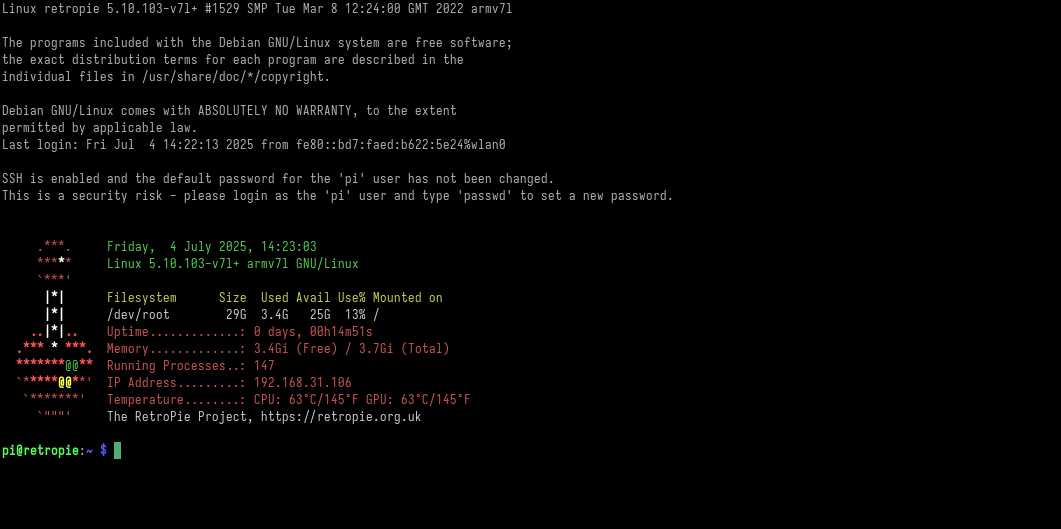 Linux retropie 5.10.103-v7l+ #1529 SMP Tue Mar 8 12:24:00 GMT 2022 armv7l

The programs included with the Debian GNU/Linux system are free software;
the exact distribution terms for each program are described in the
individual files in /usr/share/doc/*/copyright.

Debian GNU/Linux comes with ABSOLUTELY NO WARRANTY, to the extent
permitted by applicable law.
Last login: Fri Jul  4 14:22:13 2025 from fe80::bd7:faed:b622:5e24%wlan0

SSH is enabled and the default password for the 'pi' user has not been changed.
This is a security risk - please login as the 'pi' user and type 'passwd' to set a new password.

     .***.     Friday,  4 July 2025, 14:23:03
     *****     Linux 5.10.103-v7l+ armv7l GNU/Linux
     `***'
      |*|      Filesystem      Size  Used Avail Use% Mounted on
      |*|      /dev/root        29G  3.4G   25G  13% /
    ..|*|..    Uptime.............: 0 days, 00h14m51s
  .*** * ***.  Memory.............: 3.4Gi (Free) / 3.7Gi (Total)
  *******@@**  Running Processes..: 147
  `******@@**' IP Address.........: 192.168.31.106
   `*******'   Temperature........: CPU: 63°C/145°F GPU: 63°C/145°F
     `"""'     The RetroPie Project, https://retropie.org.uk

pi@retropie:~ $